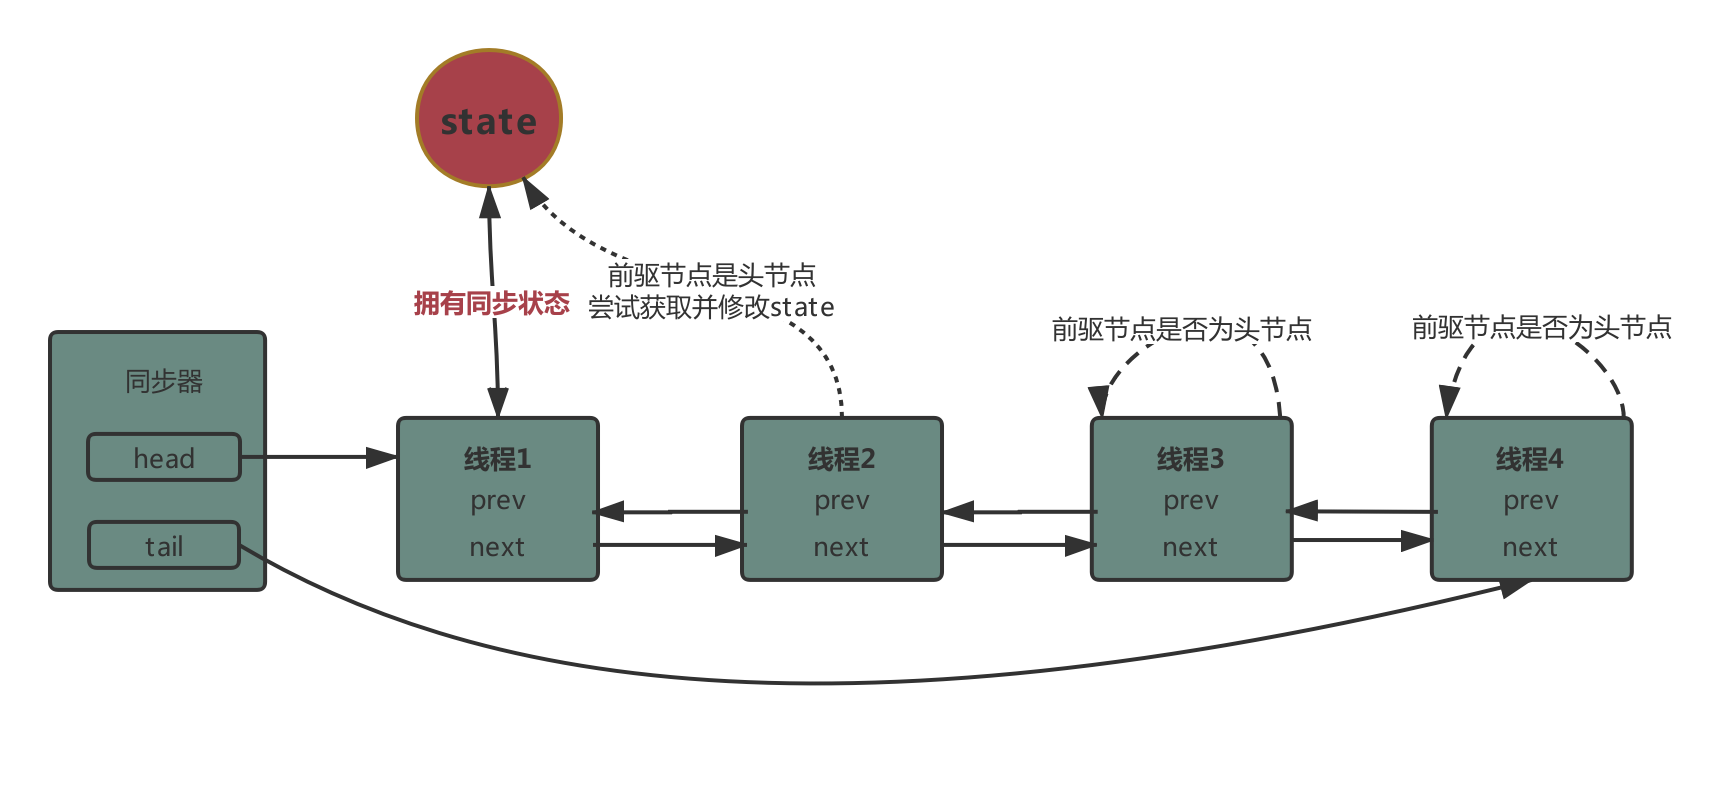 state
前驱节点是头节点
尝试获取并修改state
拥有同步状态
前驱节点是否为头节点
前驱节点是否为头节点
同步器
head
tail
线程1
prev
next
线程2
prev
next
线程3
prev
next
线程4
prev
next